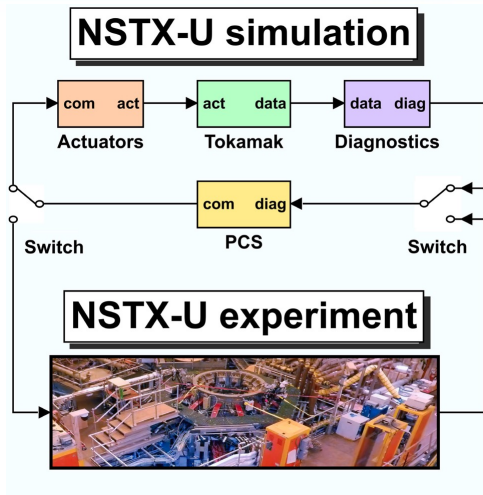 NSTX-U simulation
com act
act data
data diag
Actuators
Tokamak
Diagnostics
com diag
PCS
Switch
Switch
NSTX-U experiment